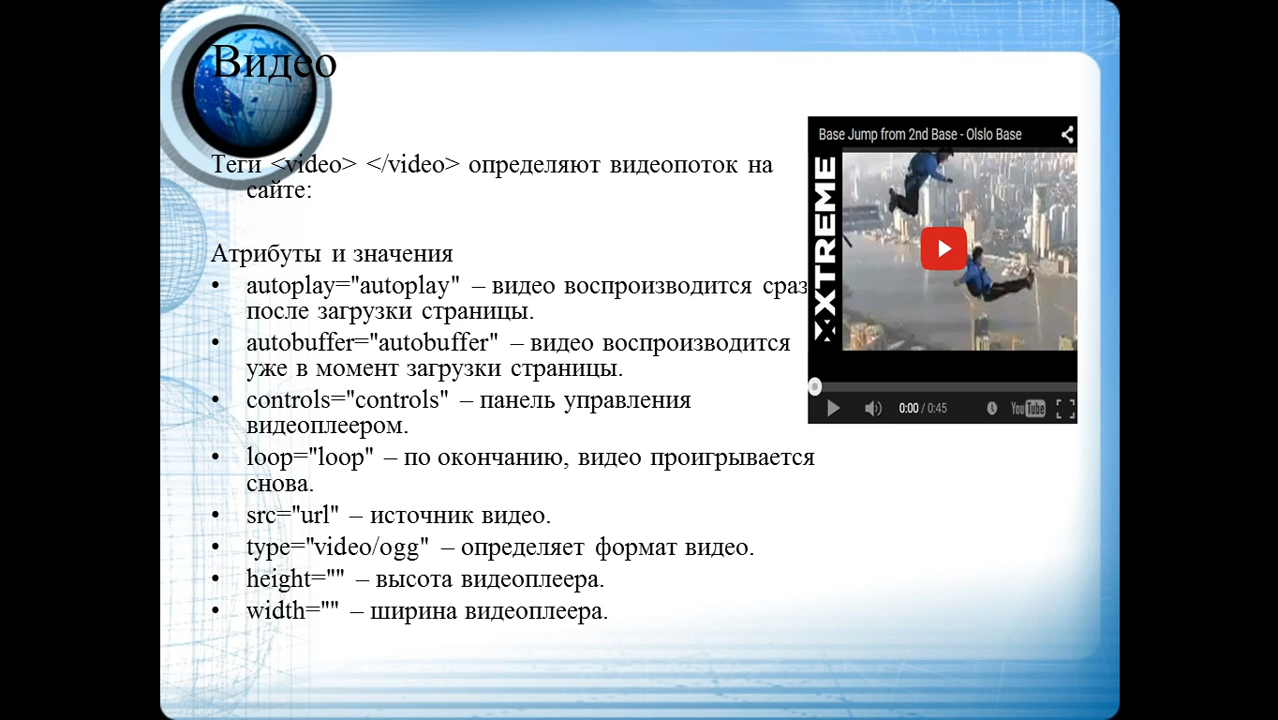 Видео
Теги <video> </video> определяют видеопоток на
сайте:
Атрибуты и значения
• autoplay="autoplay" – видео воспроизводится сраз
после загрузки страницы.
• autobuffer="autobuffer" – видео воспроизводится
уже в момент загрузки страницы.
• controls="controls" – панель управления
видеоплеером.
• loop="loop" – по окончанию, видео проигрывается
снова.
• src="url" – источник видео.
• type="video/ogg" – определяет формат видео.
• height="" – высота видеоплеера.
• width="" – ширина видеоплеера.
Base Jump from 2nd Base - Olslo Base
XXTREME
0:00 / 0:45
YouTube